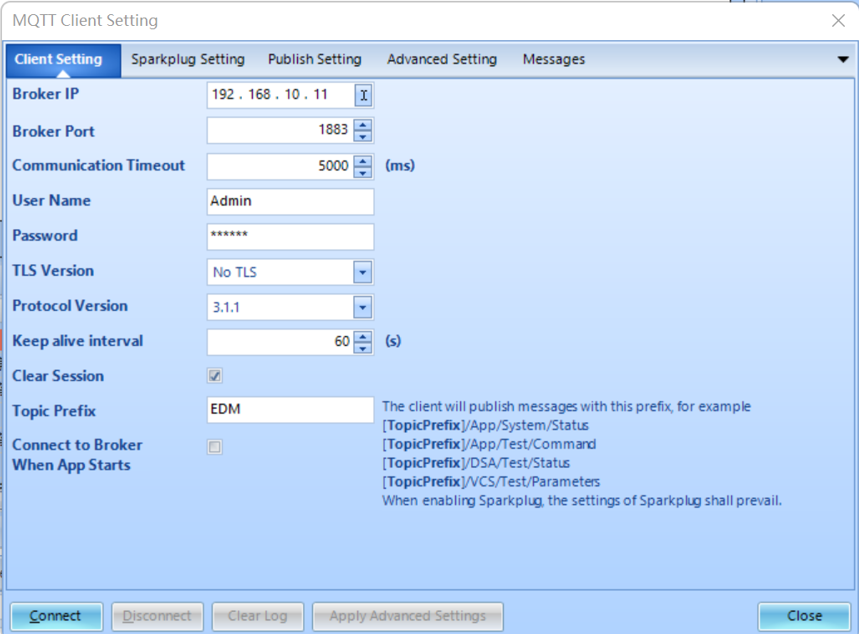 MQTT Client Setting
Client Setting Sparkplug Setting Publish Setting Advanced Setting Messages
Broker IP 192 . 168 . 10 . 11
Broker Port 1883
Communication Timeout 5000 (ms)
User Name Admin
Password ******
TLS Version No TLS
Protocol Version 3.1.1
Keep alive interval 60 (s)
Clear Session
Topic Prefix EDM
The client will publish messages with this prefix, for example
[TopicPrefix]/App/System/Status
[TopicPrefix]/App/Test/Command
[TopicPrefix]/DSA/Test/Status
[TopicPrefix]/VCS/Test/Parameters
When enabling Sparkplug, the settings of Sparkplug shall prevail.
Connect to Broker
When App Starts
Connect Disconnect Clear Log Apply Advanced Settings Close